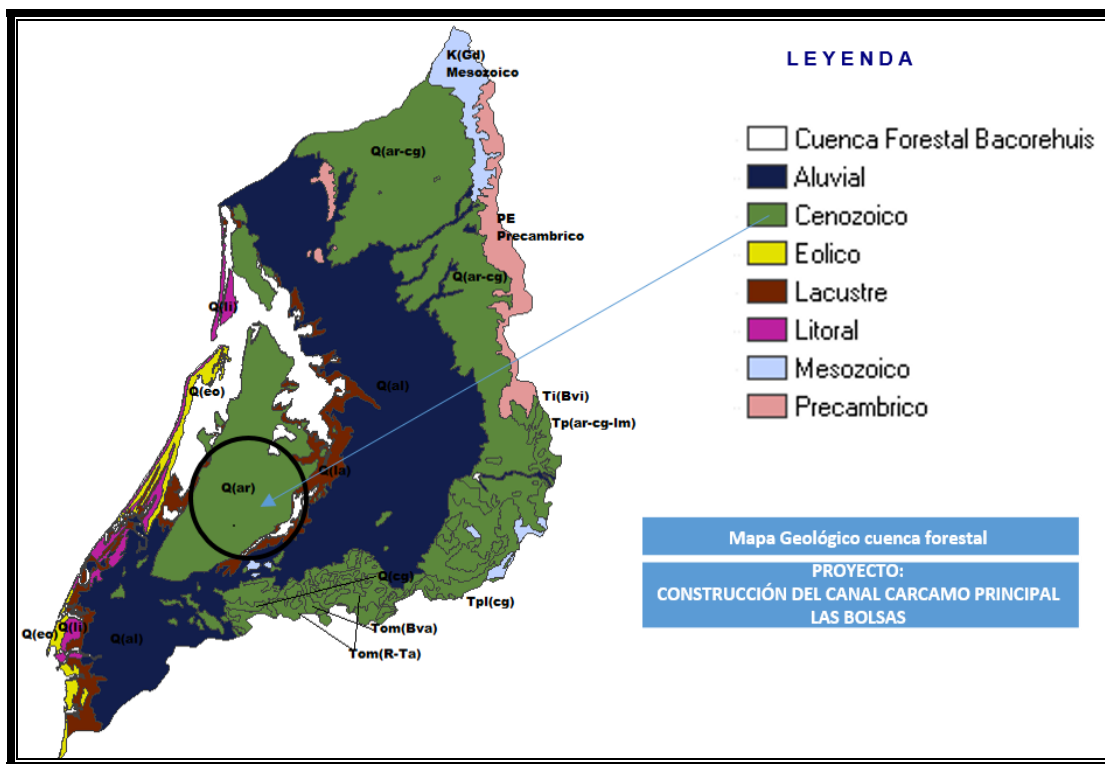 K(Gd)
Mesozoico
LEYENDA
Cuenca Forestal Bacorehuis
Aluvial
Cenozoico
Eolico
Lacustre
Litoral
Mesozoico
Precambrico
Q(ar-cg)
PE
Precambrico
Q(ar-cg)
Q(li)
Q(eo)
Q(al)
Ti(Bvi)
Tp(ar-cg-lm)
Q(la)
Q(ar)
Mapa Geológico cuenca forestal
PROYECTO:
CONSTRUCCIÓN DEL CANAL CARCAMO PRINCIPAL
LAS BOLSAS
Q(cg)
Tpl(cg)
Q(eo)
Q(li)
Q(al)
Tom(Bva)
Tom(R-Ta)